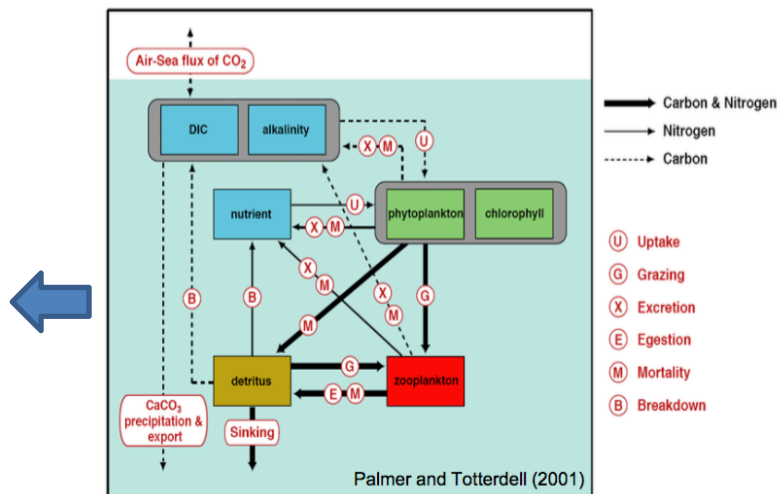 Air-Sea flux of CO₂
DIC
alkalinity
U
X M
nutrient
U
phytoplankton
chlorophyll
X M
B
B
X
M
X
M
G
M
detritus
G
zooplankton
E M
CaCO₃
precipitation &
export
Sinking
Palmer and Totterdell (2001)
Carbon & Nitrogen
Nitrogen
Carbon
U Uptake
G Grazing
X Excretion
E Egestion
M Mortality
B Breakdown